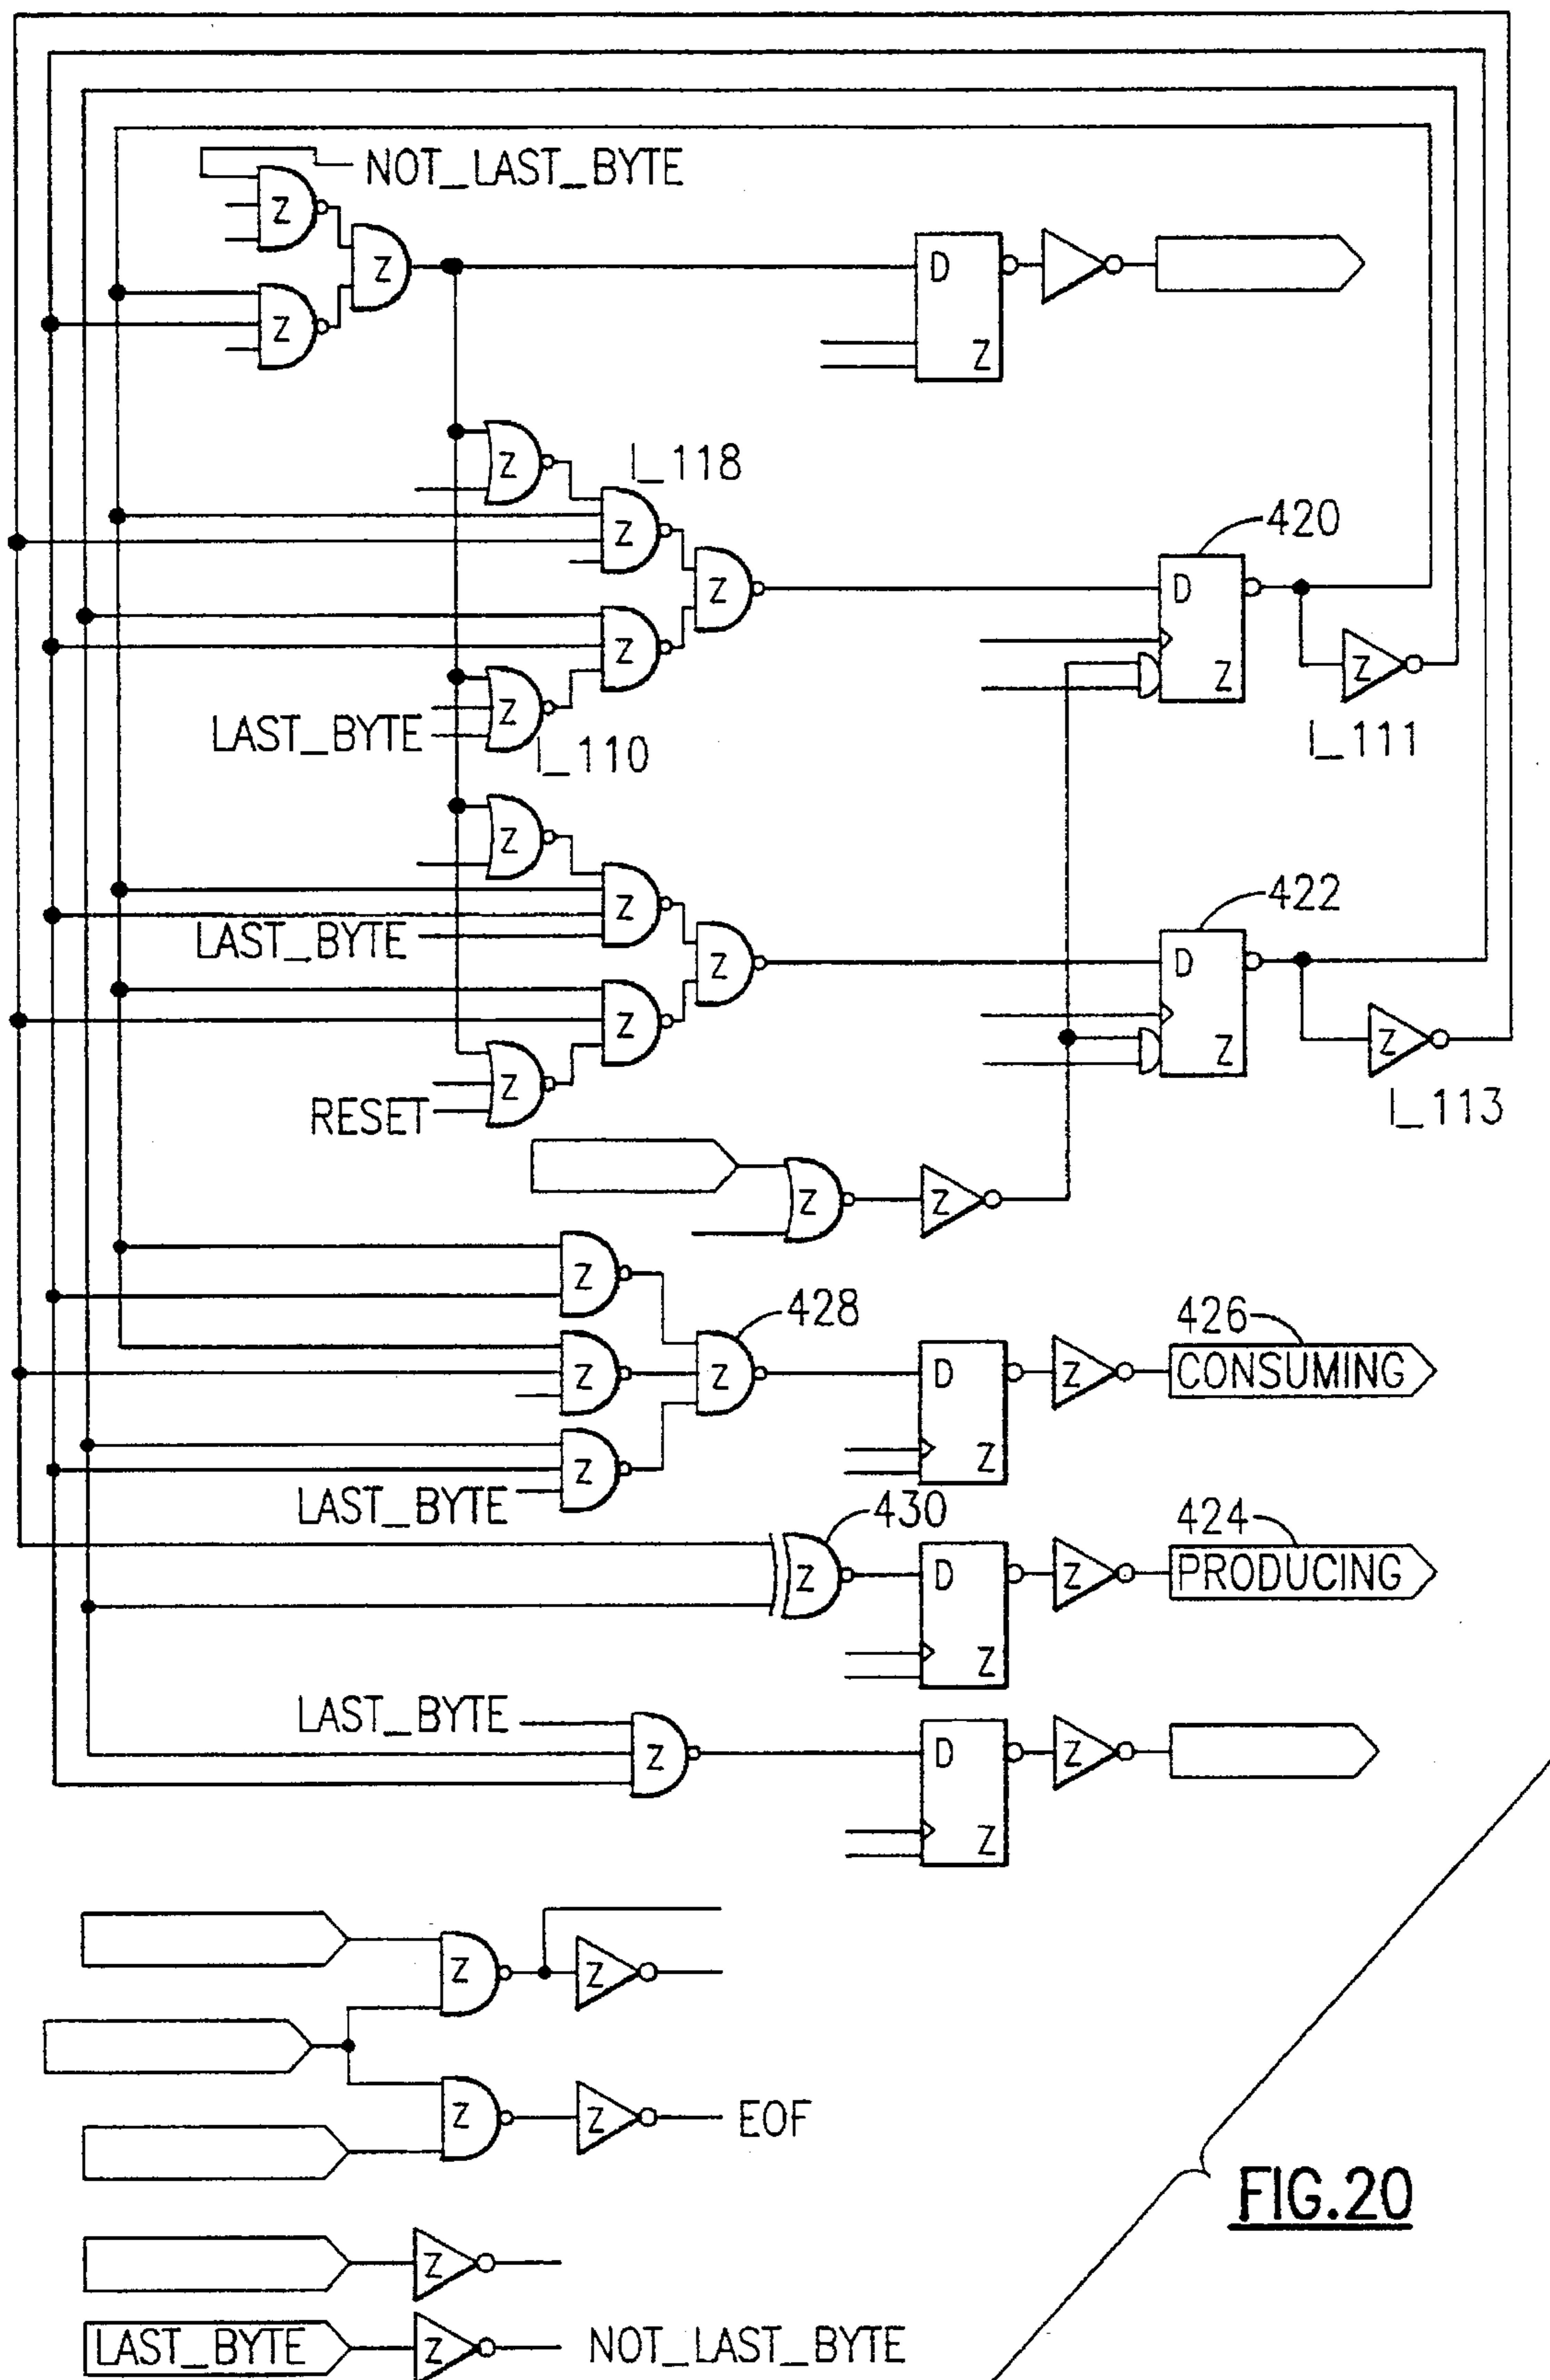 NOT_LAST_BYTE
Z
Z
Z
D
Z
Z
I_118
Z
420
Z
D
Z
Z
Z
Z
LAST_BYTE
I_110
I_111
Z
Z
422
LAST_BYTE
Z
D
Z
Z
Z
Z
RESET
I_113
Z
Z
Z
428
426
Z
Z
D
Z
CONSUMING
Z
Z
LAST_BYTE
430
424
Z
D
Z
PRODUCING
Z
LAST_BYTE
Z
D
Z
Z
Z
Z
Z
Z
EOF
FIG.20
Z
LAST_BYTE
Z
NOT_LAST_BYTE